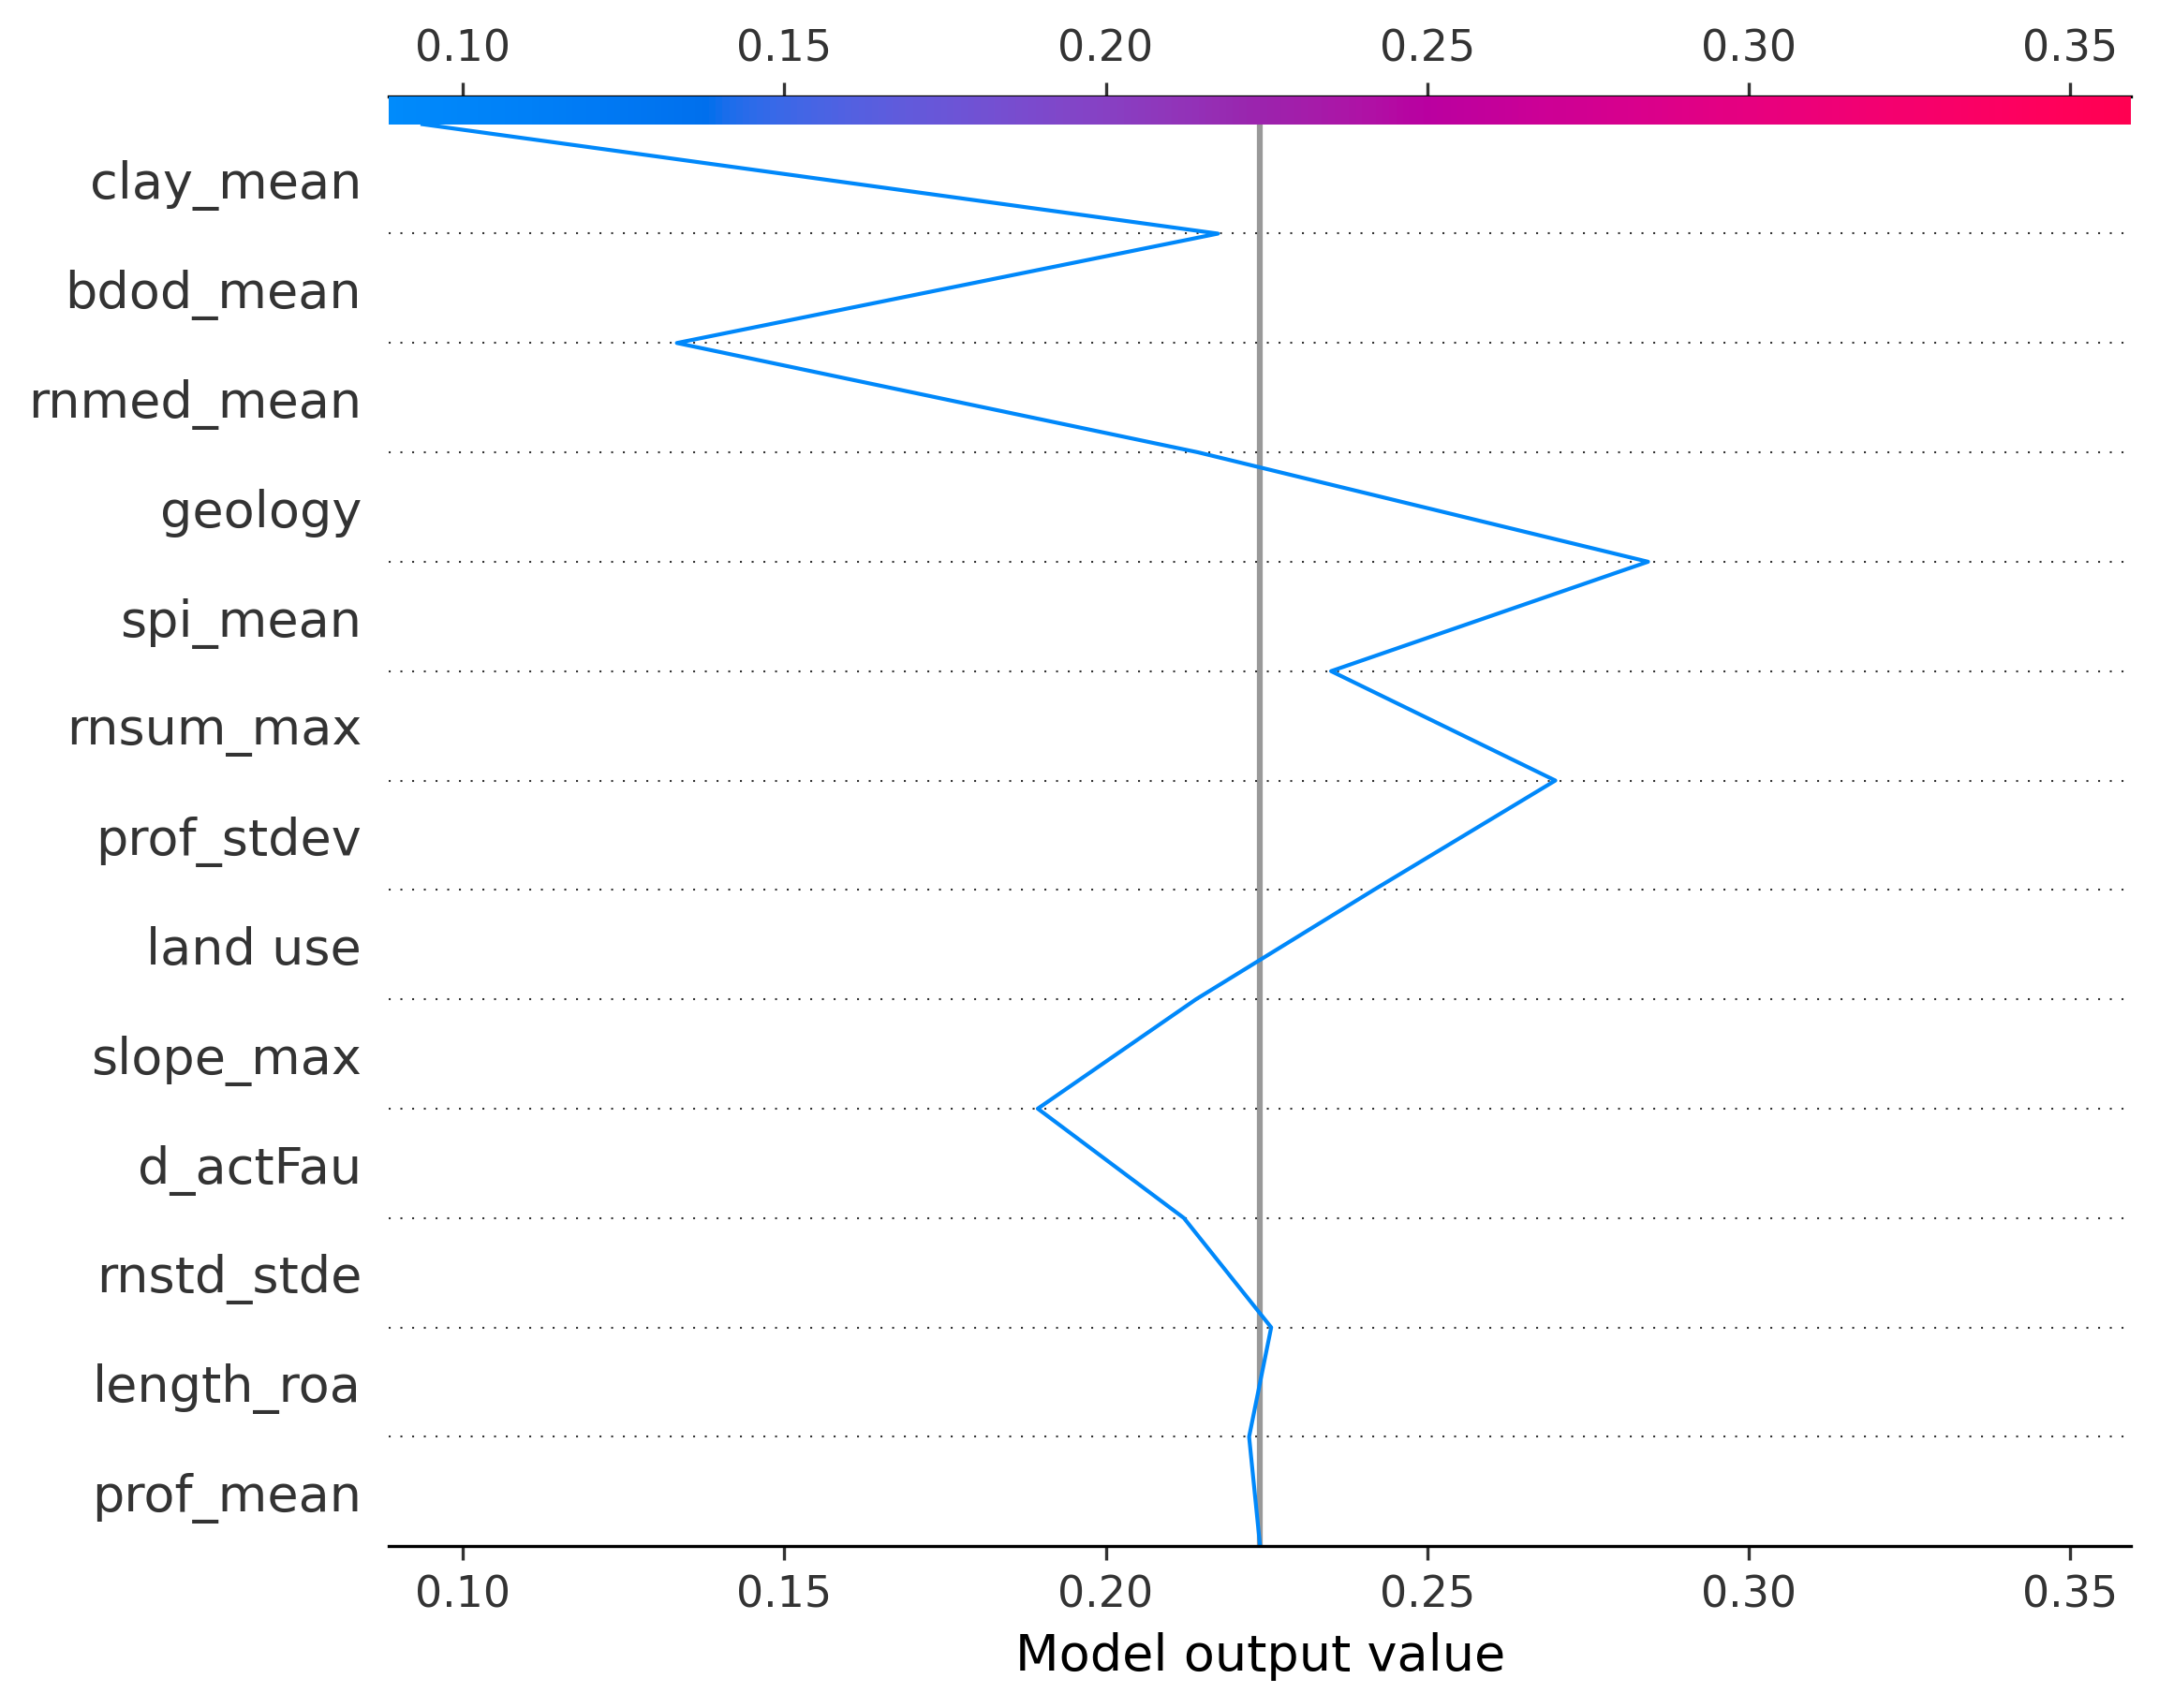 0.10 0.15 0.20 0.25 0.30 0.35
clay_mean
bdod_mean
rnmed_mean
geology
spi_mean
rnsum_max
prof_stdev
land use
slope_max
d_actFau
rnstd_stde
length_roa
prof_mean
0.10 0.15 0.20 0.25 0.30 0.35
Model output value